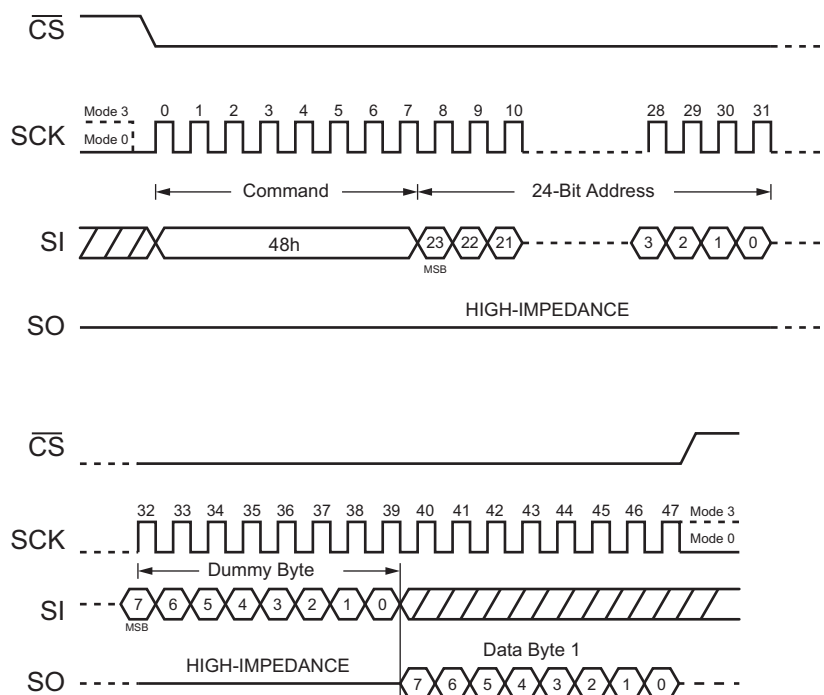 CS
Mode 3
0 1 2 3 4 5 6 7 8 9 10 28 29 30 31
SCK
Mode 0
Command 24-Bit Address
SI 48h 23 22 21 3 2 1 0
MSB
HIGH-IMPEDANCE
SO
CS
32 33 34 35 36 37 38 39 40 41 42 43 44 45 46 47 Mode 3
SCK Mode 0
Dummy Byte
SI 7 6 5 4 3 2 1 0
MSB
Data Byte 1
SO HIGH-IMPEDANCE 7 6 5 4 3 2 1 0